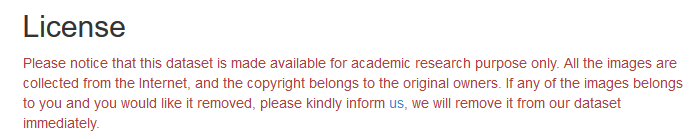 License
Please notice that this dataset is made available for academic research purpose only. All the images are
collected from the Internet, and the copyright belongs to the original owners. If any of the images belongs
to you and you would like it removed, please kindly inform us, we will remove it from our dataset
immediately.